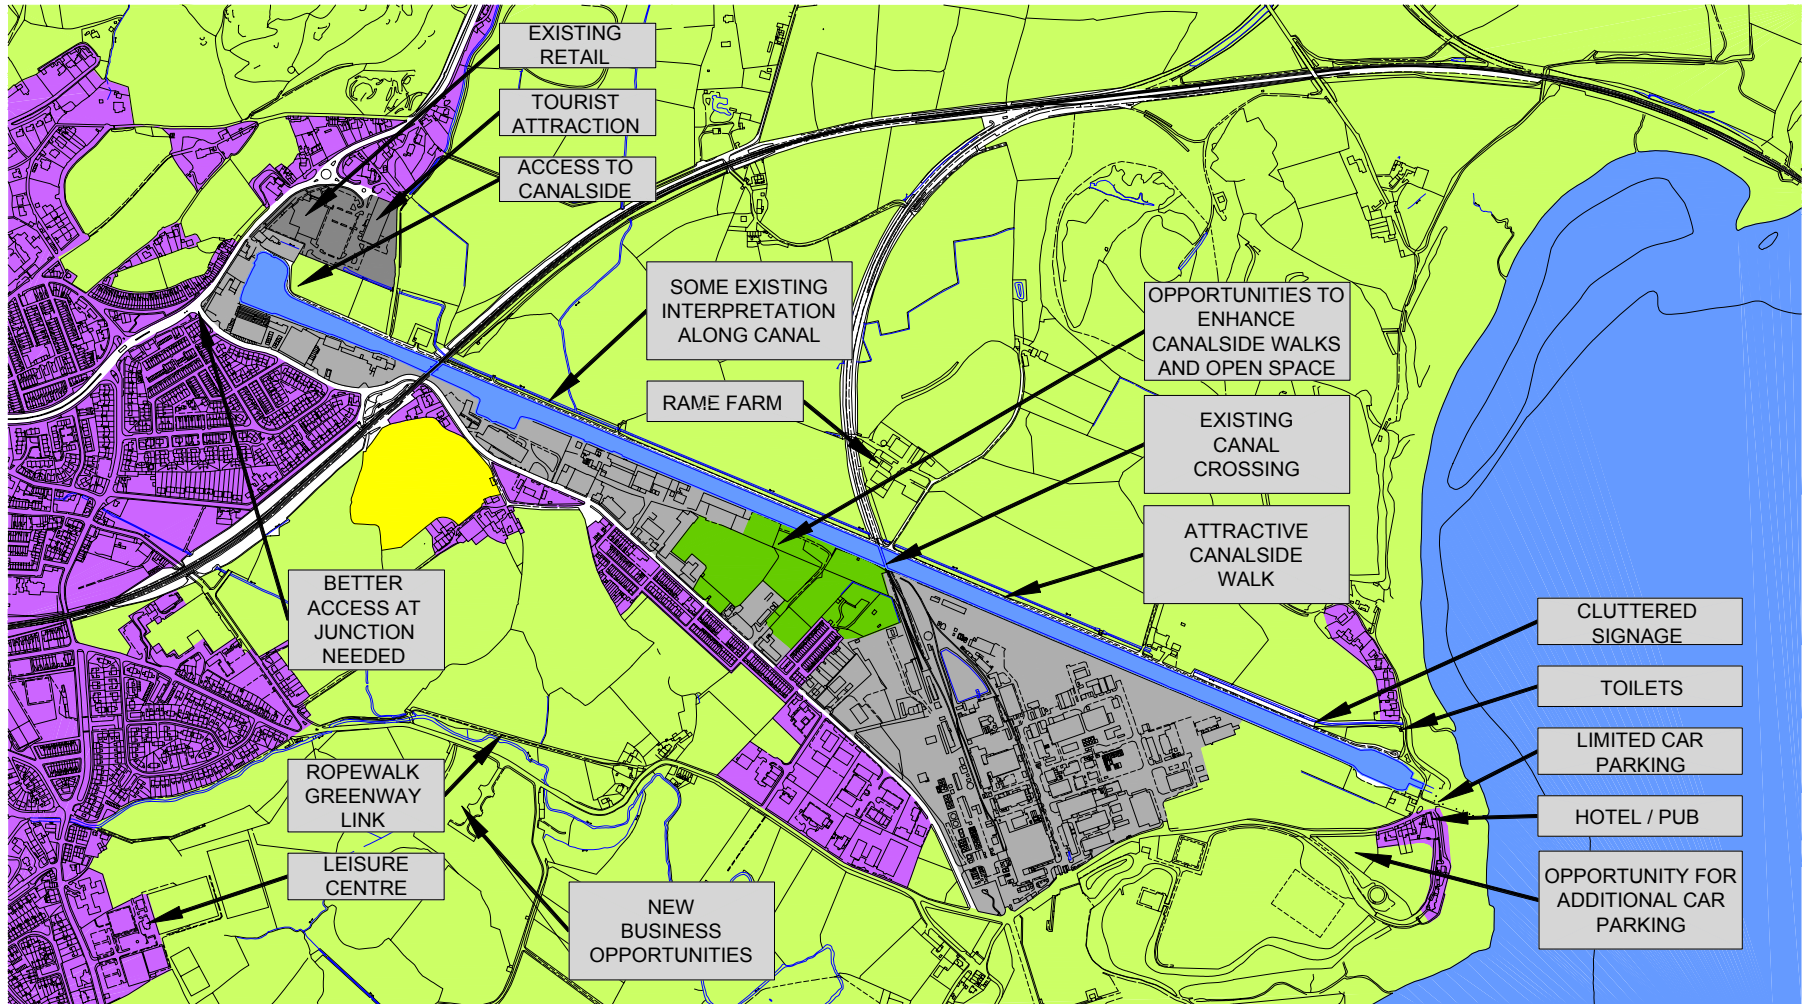 EXISTING
RETAIL
TOURIST
ATTRACTION
ACCESS TO
CANALSIDE
SOME EXISTING
INTERPRETATION
ALONG CANAL
RAME FARM
OPPORTUNITIES TO
ENHANCE
CANALSIDE WALKS
AND OPEN SPACE
EXISTING
CANAL
CROSSING
ATTRACTIVE
CANALSIDE
WALK
BETTER
ACCESS AT
JUNCTION
NEEDED
CLUTTERED
SIGNAGE
TOILETS
LIMITED CAR
PARKING
HOTEL / PUB
OPPORTUNITY FOR
ADDITIONAL CAR
PARKING
ROPEWALK
GREENWAY
LINK
LEISURE
CENTRE
NEW
BUSINESS
OPPORTUNITIES